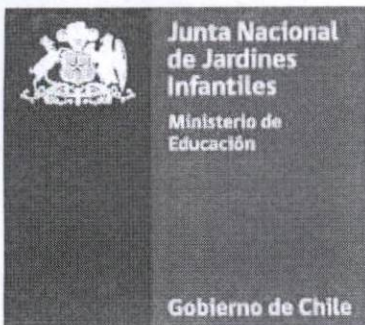 Junta Nacional
de Jardines
Infantiles
Ministerio de
Educación
Gobierno de Chile